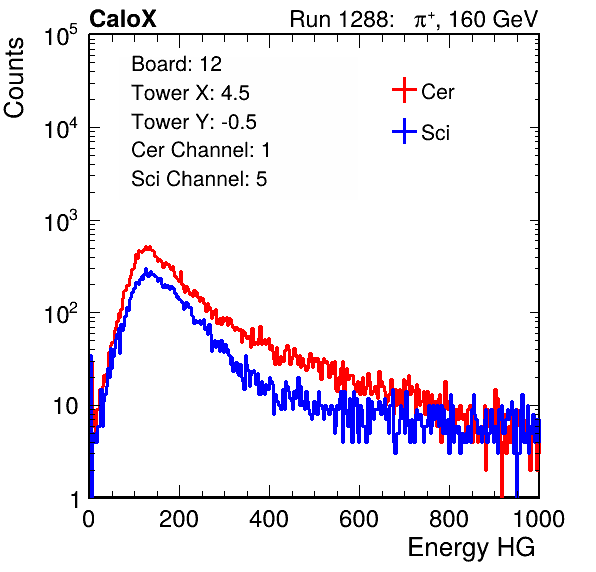 CaloX Run 1288: π⁺, 160 GeV
Counts
10⁵
10⁴
10³
10²
10
1
Board: 12
Tower X: 4.5
Tower Y: -0.5
Cer Channel: 1
Sci Channel: 5
Cer
Sci
0 200 400 600 800 1000
Energy HG